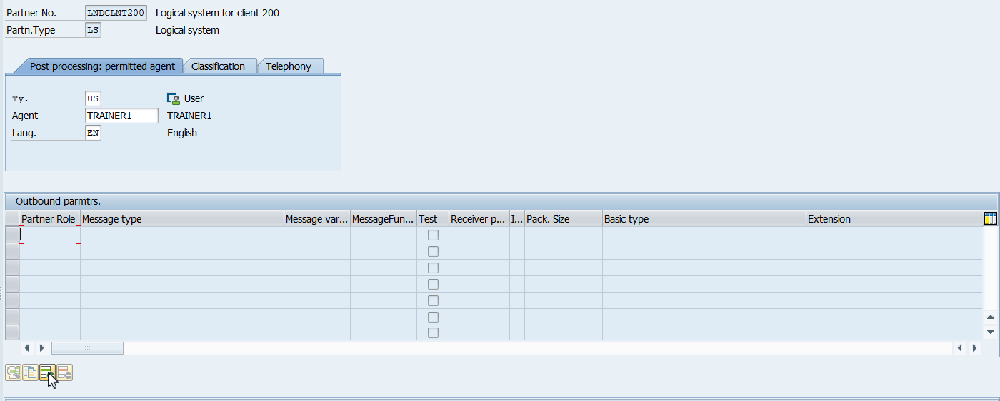 Partner No. LNDCLNT200 Logical system for client 200
Partn.Type LS Logical system
Post processing: permitted agent Classification Telephony
Ty. US User
Agent TRAINER1 TRAINER1
Lang. EN English
Outbound parmtrs.
Partner Role Message type Message var... MessageFun... Test Receiver p... I... Pack. Size Basic type Extension